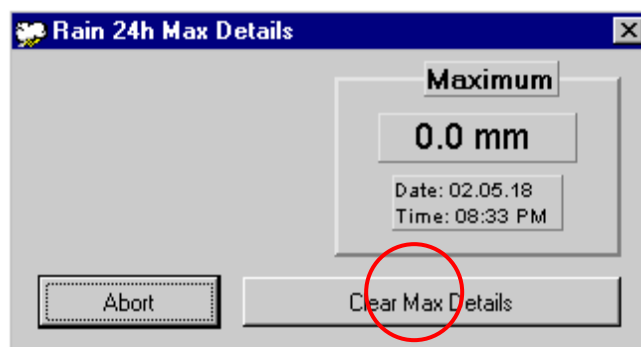 Rain 24h Max Details
Maximum
0.0 mm
Date: 02.05.18
Time: 08:33 PM
Abort
Clear Max Details